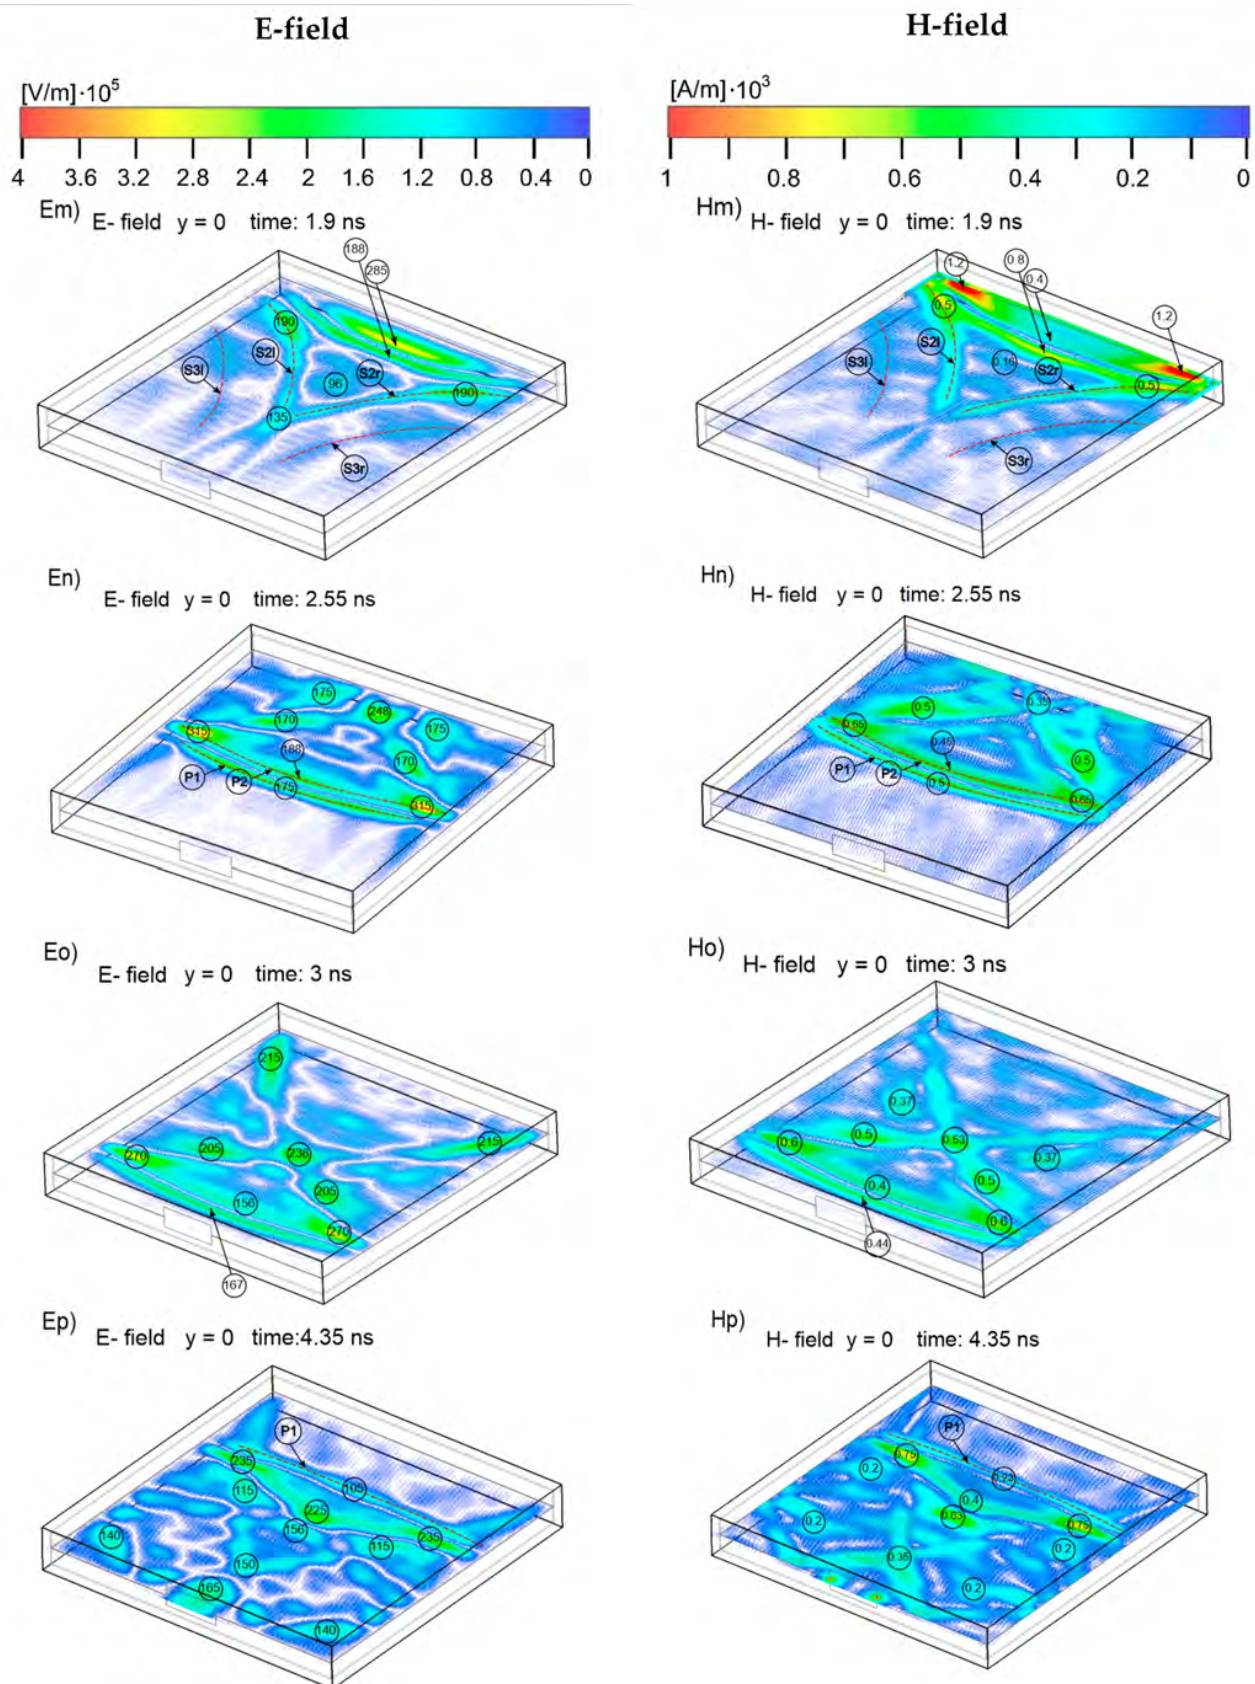 E-field
H-field
[V/m]·10⁵
4 3.6 3.2 2.8 2.4 2 1.6 1.2 0.8 0.4 0
[A/m]·10³
1 0.8 0.6 0.4 0.2 0
Em) E- field y = 0 time: 1.9 ns
188
285
190
S2l
S3l
S2r
96
190
135
S3r
Hm) H- field y = 0 time: 1.9 ns
1.2
0.8
0.4
1.2
0.5
S2l
S3l
0.16
S2r
0.5
S3r
En) E- field y = 0 time: 2.55 ns
175
248
170
175
315
188
170
P1
P2
175
315
Hn) H- field y = 0 time: 2.55 ns
0.35
0.5
0.65
0.45
0.5
P1
P2
0.5
0.65
Eo) E- field y = 0 time: 3 ns
215
215
205
238
270
205
156
270
167
Ho) H- field y = 0 time: 3 ns
0.37
0.5
0.53
0.6
0.37
0.5
0.4
0.6
0.44
Ep) E- field y = 0 time:4.35 ns
P1
235
115
105
225
156
235
115
140
150
165
140
Hp) H- field y = 0 time: 4.35 ns
P1
0.75
0.2
0.23
0.4
0.63
0.75
0.2
0.2
0.35
0.2